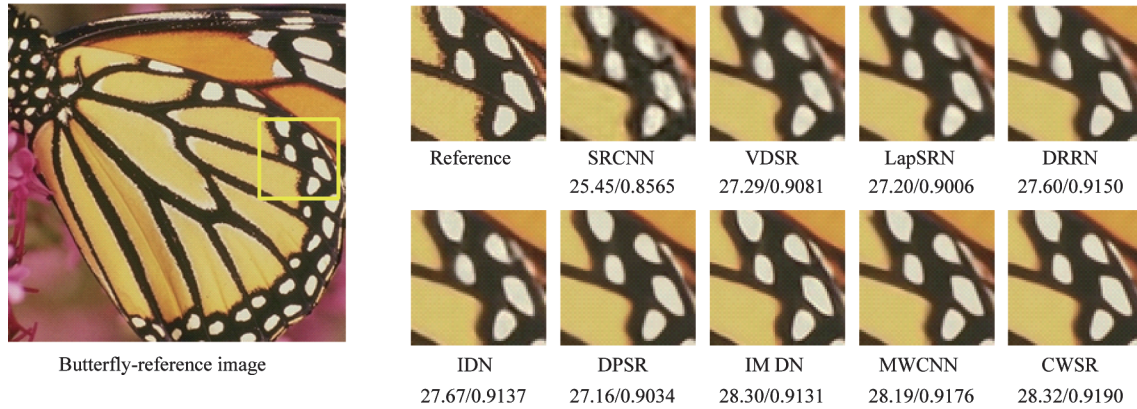 Reference SRCNN VDSR LapSRN DRRN
25.45/0.8565 27.29/0.9081 27.20/0.9006 27.60/0.9150
Butterfly-reference image
IDN DPSR IM DN MWCNN CWSR
27.67/0.9137 27.16/0.9034 28.30/0.9131 28.19/0.9176 28.32/0.9190